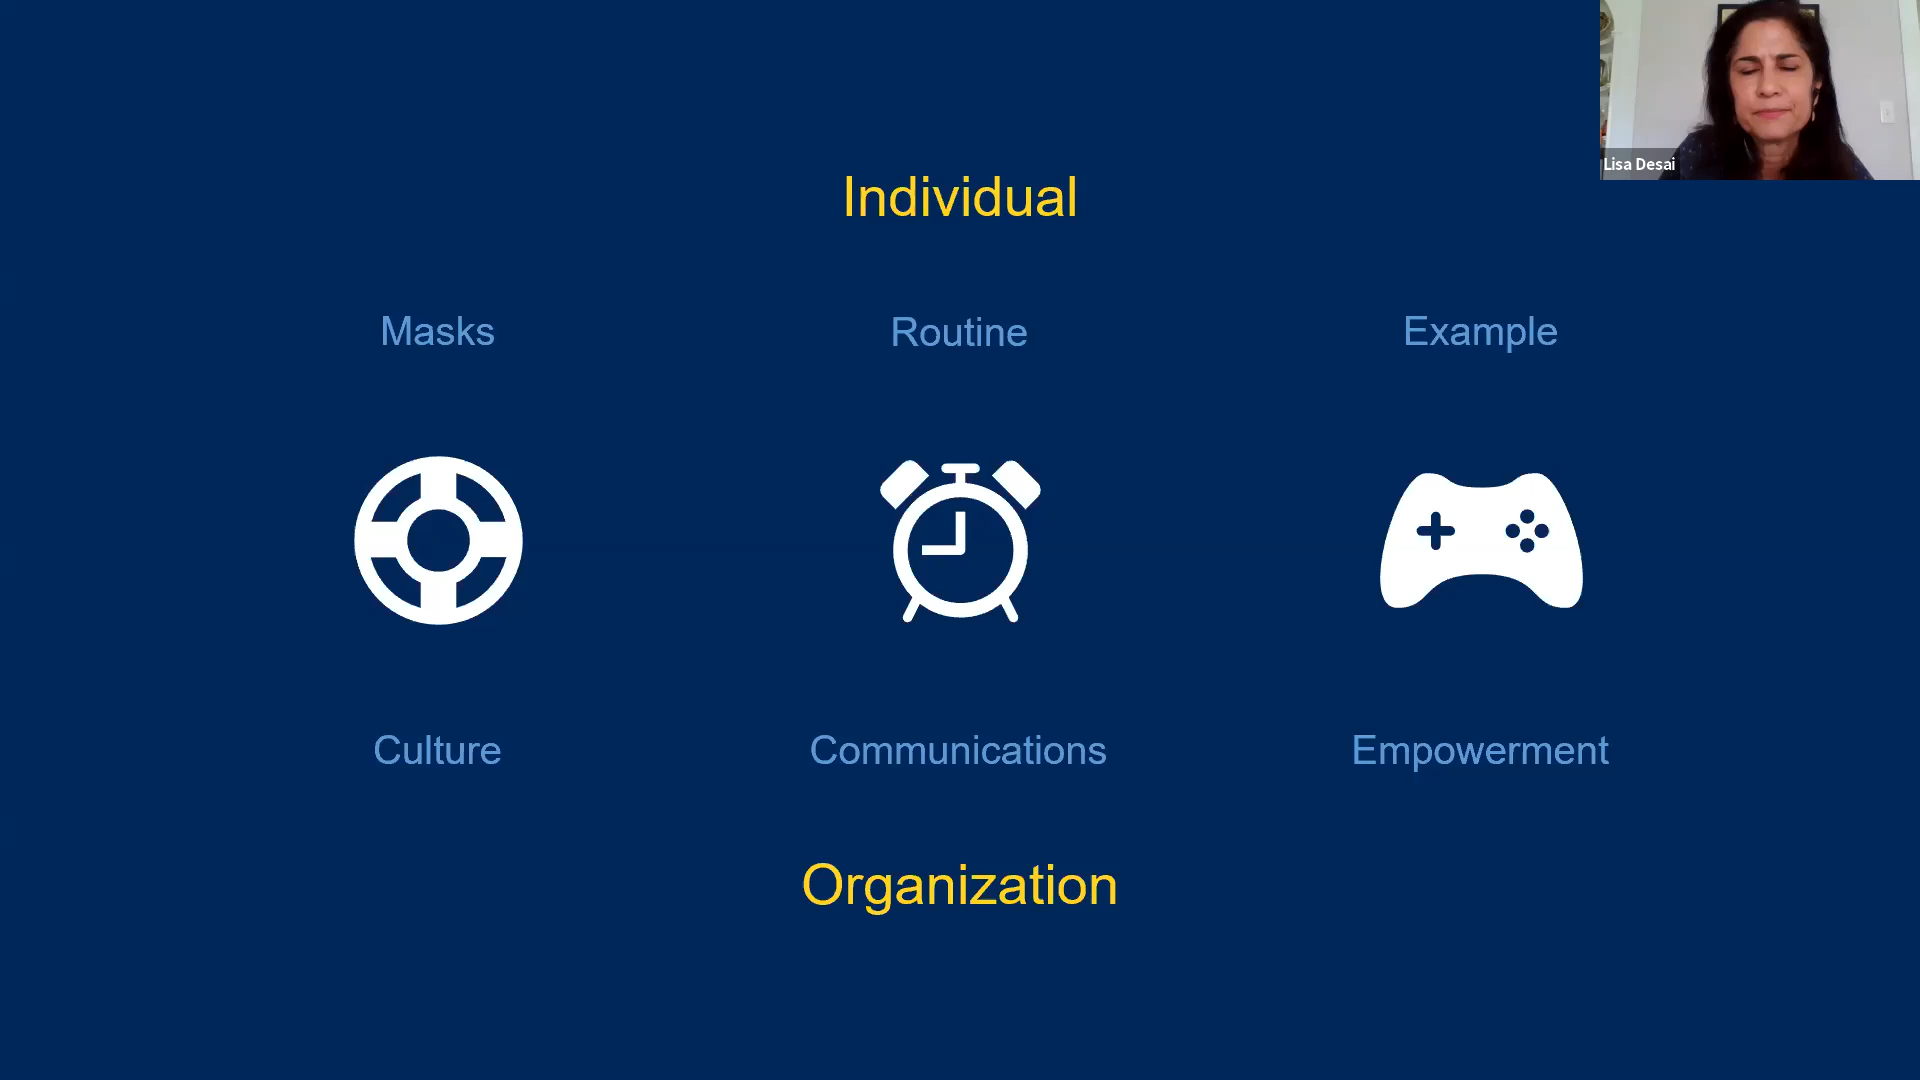 Lisa Desai
Individual
Masks
Routine
Example
Culture
Communications
Empowerment
Organization